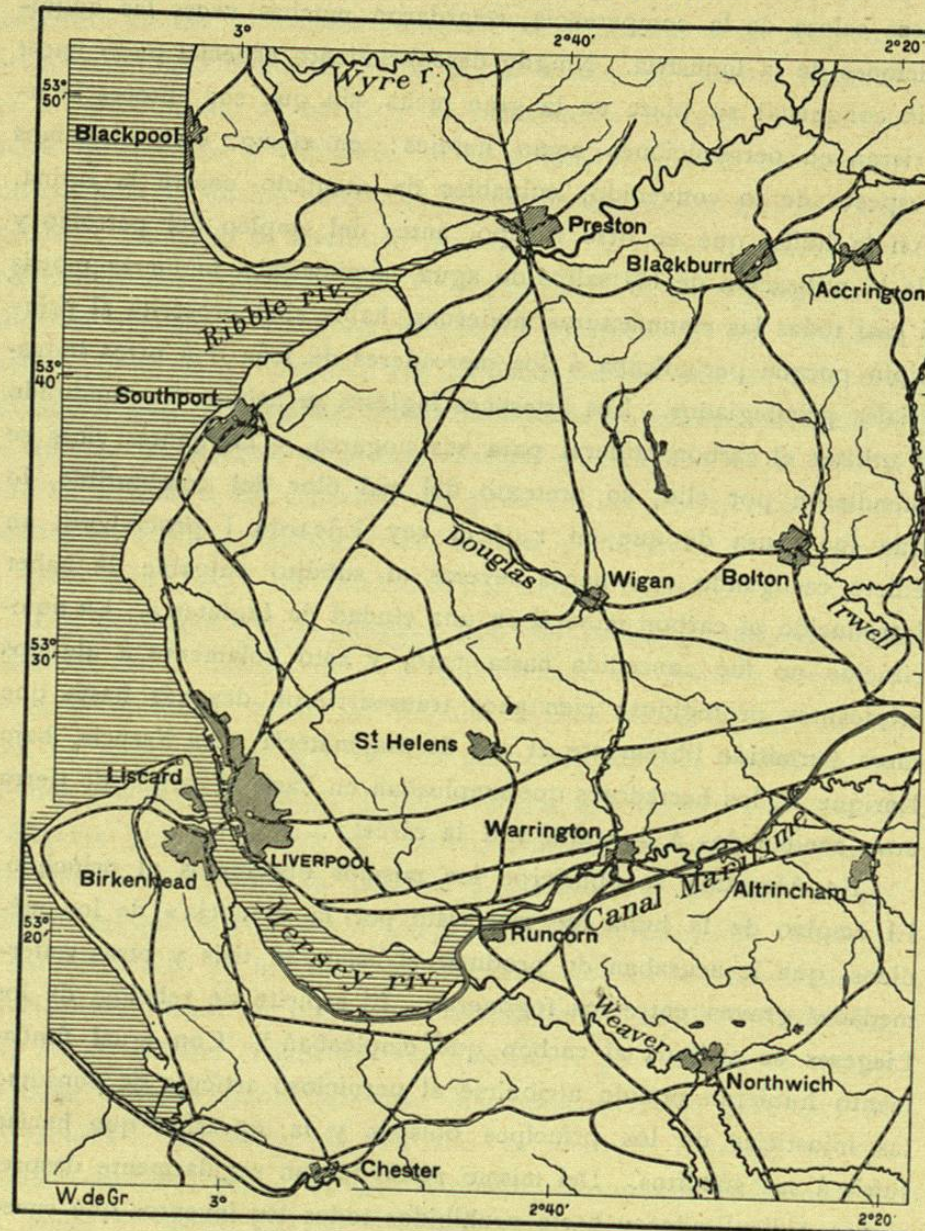 3° 2°40' 2°20'
53°
50'
Wyre r.
Blackpool
Preston
Blackburn
Accrington
Ribble riv.
53°
40'
Southport
Douglas
Wigan
Bolton
Irwell
53°
30'
St Helens
Liscard
Warrington
LIVERPOOL
Birkenhead
Canal Maritime
Altrincham
53°
20'
Runcorn
Mersey riv.
Weaver
Northwich
Chester
W.deGr.
3° 2°40' 2°20'